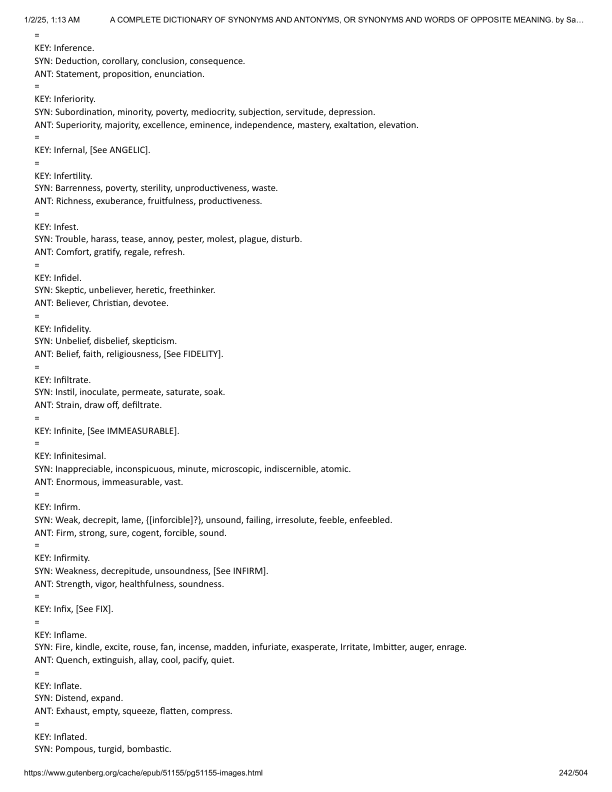 1/2/25, 1:13 AM A COMPLETE DICTIONARY OF SYNONYMS AND ANTONYMS, OR SYNONYMS AND WORDS OF OPPOSITE MEANING. by Sa…
=
KEY: Inference.
SYN: Deduction, corollary, conclusion, consequence.
ANT: Statement, proposition, enunciation.
=
KEY: Inferiority.
SYN: Subordination, minority, poverty, mediocrity, subjection, servitude, depression.
ANT: Superiority, majority, excellence, eminence, independence, mastery, exaltation, elevation.
=
KEY: Infernal, [See ANGELIC].
=
KEY: Infertility.
SYN: Barrenness, poverty, sterility, unproductiveness, waste.
ANT: Richness, exuberance, fruitfulness, productiveness.
=
KEY: Infest.
SYN: Trouble, harass, tease, annoy, pester, molest, plague, disturb.
ANT: Comfort, gratify, regale, refresh.
=
KEY: Infidel.
SYN: Skeptic, unbeliever, heretic, freethinker.
ANT: Believer, Christian, devotee.
=
KEY: Infidelity.
SYN: Unbelief, disbelief, skepticism.
ANT: Belief, faith, religiousness, [See FIDELITY].
=
KEY: Infiltrate.
SYN: Instil, inoculate, permeate, saturate, soak.
ANT: Strain, draw off, defiltrate.
=
KEY: Infinite, [See IMMEASURABLE].
=
KEY: Infinitesimal.
SYN: Inappreciable, inconspicuous, minute, microscopic, indiscernible, atomic.
ANT: Enormous, immeasurable, vast.
=
KEY: Infirm.
SYN: Weak, decrepit, lame, {[inforcible]?}, unsound, failing, irresolute, feeble, enfeebled.
ANT: Firm, strong, sure, cogent, forcible, sound.
=
KEY: Infirmity.
SYN: Weakness, decrepitude, unsoundness, [See INFIRM].
ANT: Strength, vigor, healthfulness, soundness.
=
KEY: Infix, [See FIX].
=
KEY: Inflame.
SYN: Fire, kindle, excite, rouse, fan, incense, madden, infuriate, exasperate, Irritate, Imbitter, auger, enrage.
ANT: Quench, extinguish, allay, cool, pacify, quiet.
=
KEY: Inflate.
SYN: Distend, expand.
ANT: Exhaust, empty, squeeze, flatten, compress.
=
KEY: Inflated.
SYN: Pompous, turgid, bombastic.
https://www.gutenberg.org/cache/epub/51155/pg51155-images.html 242/504